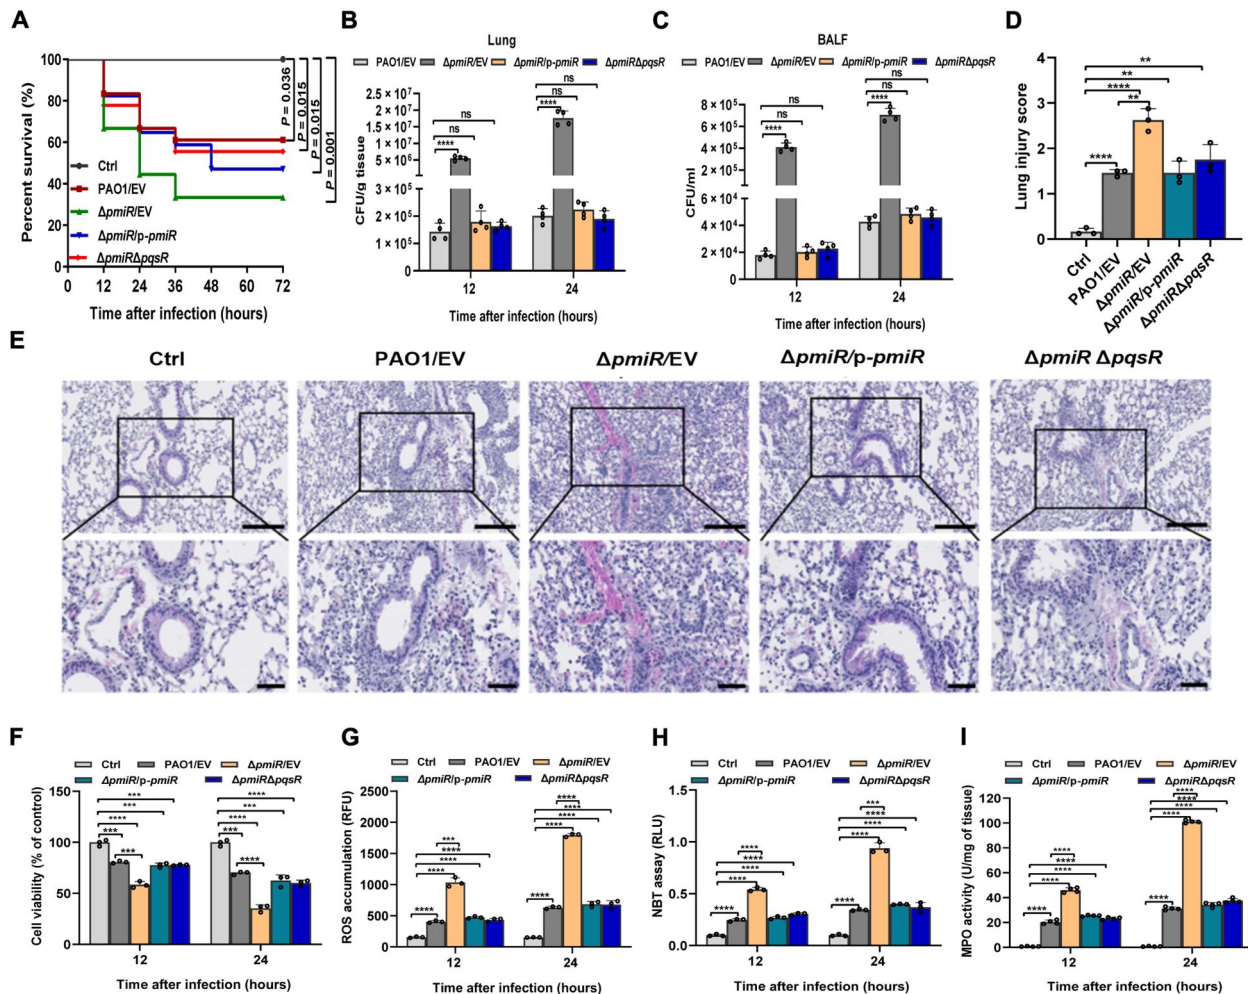 A
Percent survival (%)
100
80
60
40
20
0
Ctrl
PAO1/EV
ΔpmiR/EV
ΔpmiR/p-pmiR
ΔpmiRΔpqsR
0 12 24 36 48 60 72
Time after infection (hours)
P = 0.036
P = 0.015
P = 0.015
P = 0.001
B
Lung
PAO1/EV ΔpmiR/EV ΔpmiR/p-pmiR ΔpmiRΔpqsR
CFU/g tissue
2.5×10⁷
2.0×10⁷
1.5×10⁷
1.0×10⁷
5×10⁶
3×10⁵
2×10⁵
1×10⁵
0
ns
ns
****
ns
ns
****
12 24
Time after infection (hours)
C
BALF
PAO1/EV ΔpmiR/EV ΔpmiR/p-pmiR ΔpmiRΔpqsR
CFU/ml
8×10⁵
6×10⁵
4×10⁵
2×10⁵
6×10⁴
4×10⁴
2×10⁴
0
ns
ns
****
ns
ns
****
12 24
Time after infection (hours)
D
Lung injury score
4
3
2
1
0
**
**
****
**
****
Ctrl
PAO1/EV
ΔpmiR/EV
ΔpmiR/p-pmiR
ΔpmiRΔpqsR
E
Ctrl PAO1/EV ΔpmiR/EV ΔpmiR/p-pmiR ΔpmiR ΔpqsR
F
Ctrl PAO1/EV ΔpmiR/EV
ΔpmiR/p-pmiR ΔpmiRΔpqsR
Cell viability (% of control)
150
100
50
0
***
***
****
***
***
****
***
****
***
****
12 24
Time after infection (hours)
G
Ctrl PAO1/EV ΔpmiR/EV
ΔpmiR/p-pmiR ΔpmiRΔpqsR
ROS accumulation (RFU)
2500
2000
1500
1000
500
0
***
****
****
****
****
****
****
****
****
****
12 24
Time after infection (hours)
H
Ctrl PAO1/EV ΔpmiR/EV
ΔpmiR/p-pmiR ΔpmiRΔpqsR
NBT assay (RLU)
1.5
1.0
0.5
0.0
****
****
****
****
****
***
****
****
****
****
12 24
Time after infection (hours)
I
Ctrl PAO1/EV ΔpmiR/EV
ΔpmiR/p-pmiR ΔpmiRΔpqsR
MPO activity (U/mg of tissue)
120
100
80
60
40
20
0
****
****
****
****
****
****
****
****
****
****
12 24
Time after infection (hours)